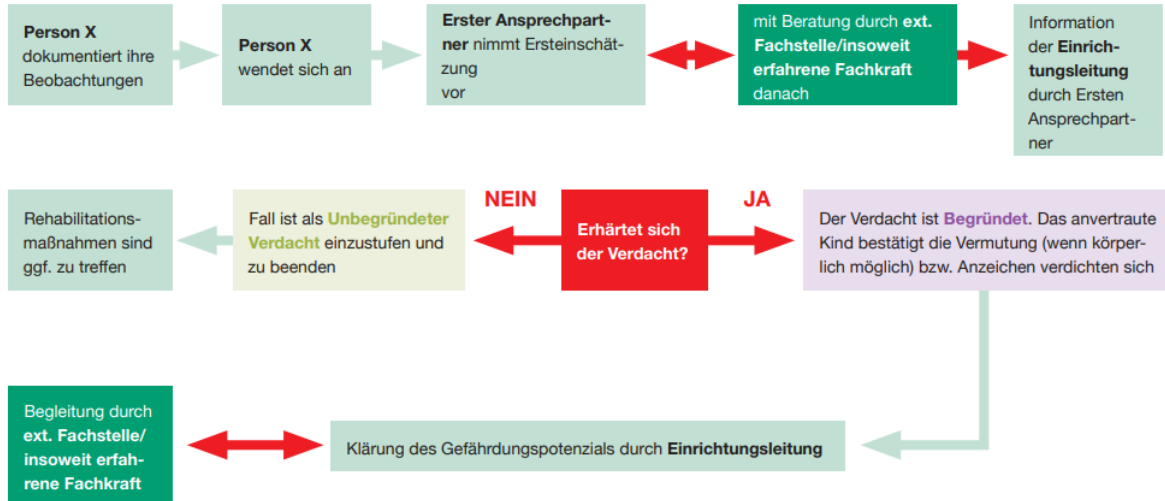 Person X
dokumentiert ihre
Beobachtungen
Person X
wendet sich an
Erster Ansprechpart-
ner nimmt Ersteinschät-
zung
vor
mit Beratung durch ext.
Fachstelle/insoweit
erfahrene Fachkraft
danach
Information
der Einrich-
tungsleitung
durch Ersten
Ansprechpart-
ner
Rehabilitations-
maßnahmen sind
ggf. zu treffen
Fall ist als Unbegründeter
Verdacht einzustufen und
zu beenden
NEIN
Erhärtet sich
der Verdacht?
JA
Der Verdacht ist Begründet. Das anvertraute
Kind bestätigt die Vermutung (wenn körper-
lich möglich) bzw. Anzeichen verdichten sich
Begleitung durch
ext. Fachstelle/
insoweit erfah-
rene Fachkraft
Klärung des Gefährdungspotenzials durch Einrichtungsleitung